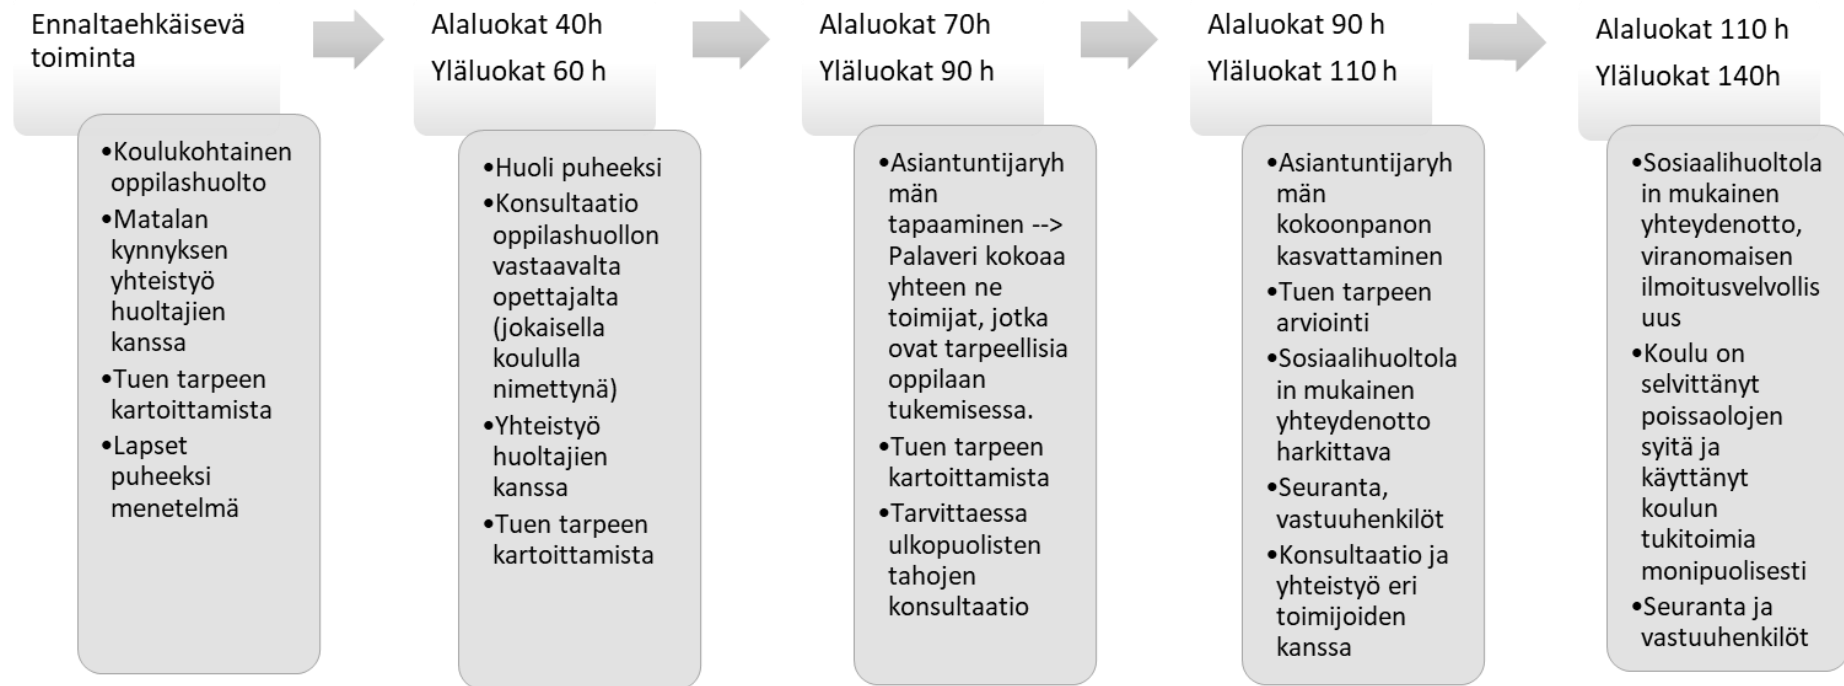 Ennaltaehkäisevä
toiminta
•Koulukohtainen
oppilashuolto
•Matalan
kynnyksen
yhteistyö
huoltajien
kanssa
•Tuen tarpeen
kartoittamista
•Lapset
puheeksi
menetelmä
Alaluokat 40h
Yläluokat 60 h
•Huoli puheeksi
•Konsultaatio
oppilashuollon
vastaavalta
opettajalta
(jokaisella
koululla
nimettynä)
•Yhteistyö
huoltajien
kanssa
•Tuen tarpeen
kartoittamista
Alaluokat 70h
Yläluokat 90 h
•Asiantuntijaryh
män
tapaaminen -->
Palaveri kokoaa
yhteen ne
toimijat, jotka
ovat tarpeellisia
oppilaan
tukemisessa.
•Tuen tarpeen
kartoittamista
•Tarvittaessa
ulkopuolisten
tahojen
konsultaatio
Alaluokat 90 h
Yläluokat 110 h
•Asiantuntijaryh
män
kokoonpanon
kasvattaminen
•Tuen tarpeen
arviointi
•Sosiaalihuoltola
in mukainen
yhteydenotto
harkittava
•Seuranta,
vastuuhenkilöt
•Konsultaatio ja
yhteistyö eri
toimijoiden
kanssa
Alaluokat 110 h
Yläluokat 140h
•Sosiaalihuoltola
in mukainen
yhteydenotto,
viranomaisen
ilmoitusvelvollis
uus
•Koulu on
selvittänyt
poissaolojen
syitä ja
käyttänyt
koulun
tukitoimia
monipuolisesti
•Seuranta ja
vastuuhenkilöt